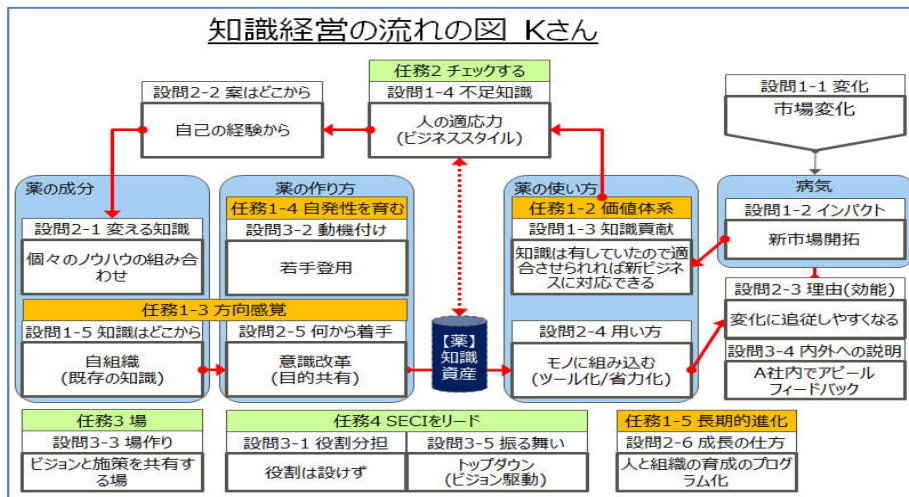 知識経営の流れの図 Kさん
任務2 チェックする
設問1-4 不足知識
人の適応力
(ビジネススタイル)
設問2-2 案はどこから
自己の経験から
設問1-1 変化
市場変化
薬の成分
設問2-1 変える知識
個々のノウハウの組み合
わせ
薬の作り方
任務1-4 自発性を育む
設問3-2 動機付け
若手登用
任務1-3 方向感覚
設問1-5 知識はどこから
自組織
(既存の知識)
設問2-5 何から着手
意識改革
(目的共有)
【薬】
知識
資産
薬の使い方
任務1-2 価値体系
設問1-3 知識貢献
知識は有していたので適
合させられれば新ビジネ
スに対応できる
設問2-4 用い方
モノに組み込む
(ツール化/省力化)
病気
設問1-2 インパクト
新市場開拓
設問2-3 理由(効能)
変化に追従しやすくなる
設問3-4 内外への説明
A社内でアピール
フィードバック
任務3 場
設問3-3 場作り
ビジョンと施策を共有す
る場
任務4 SECIをリード
設問3-1 役割分担
役割は設けず
設問3-5 振る舞い
トップダウン
(ビジョン駆動)
任務1-5 長期的進化
設問2-6 成長の仕方
人と組織の育成のプログ
ラム化